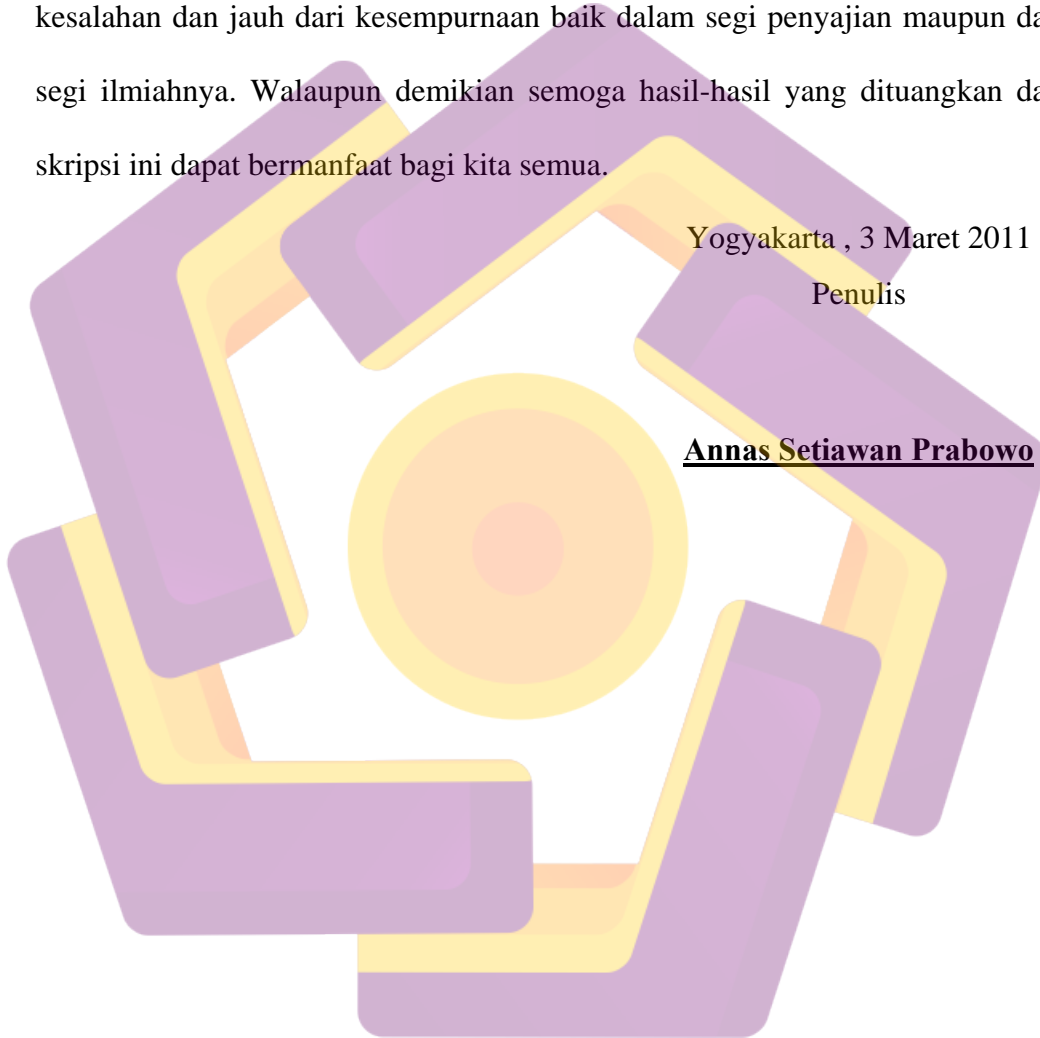 kesalahan dan jauh dari kesempurnaan baik dalam segi penyajian maupun da
segi ilmiahnya. Walaupun demikian semoga hasil-hasil yang dituangkan da
skripsi ini dapat bermanfaat bagi kita semua.
Yogyakarta , 3 Maret 2011
Penulis
Annas Setiawan Prabowo